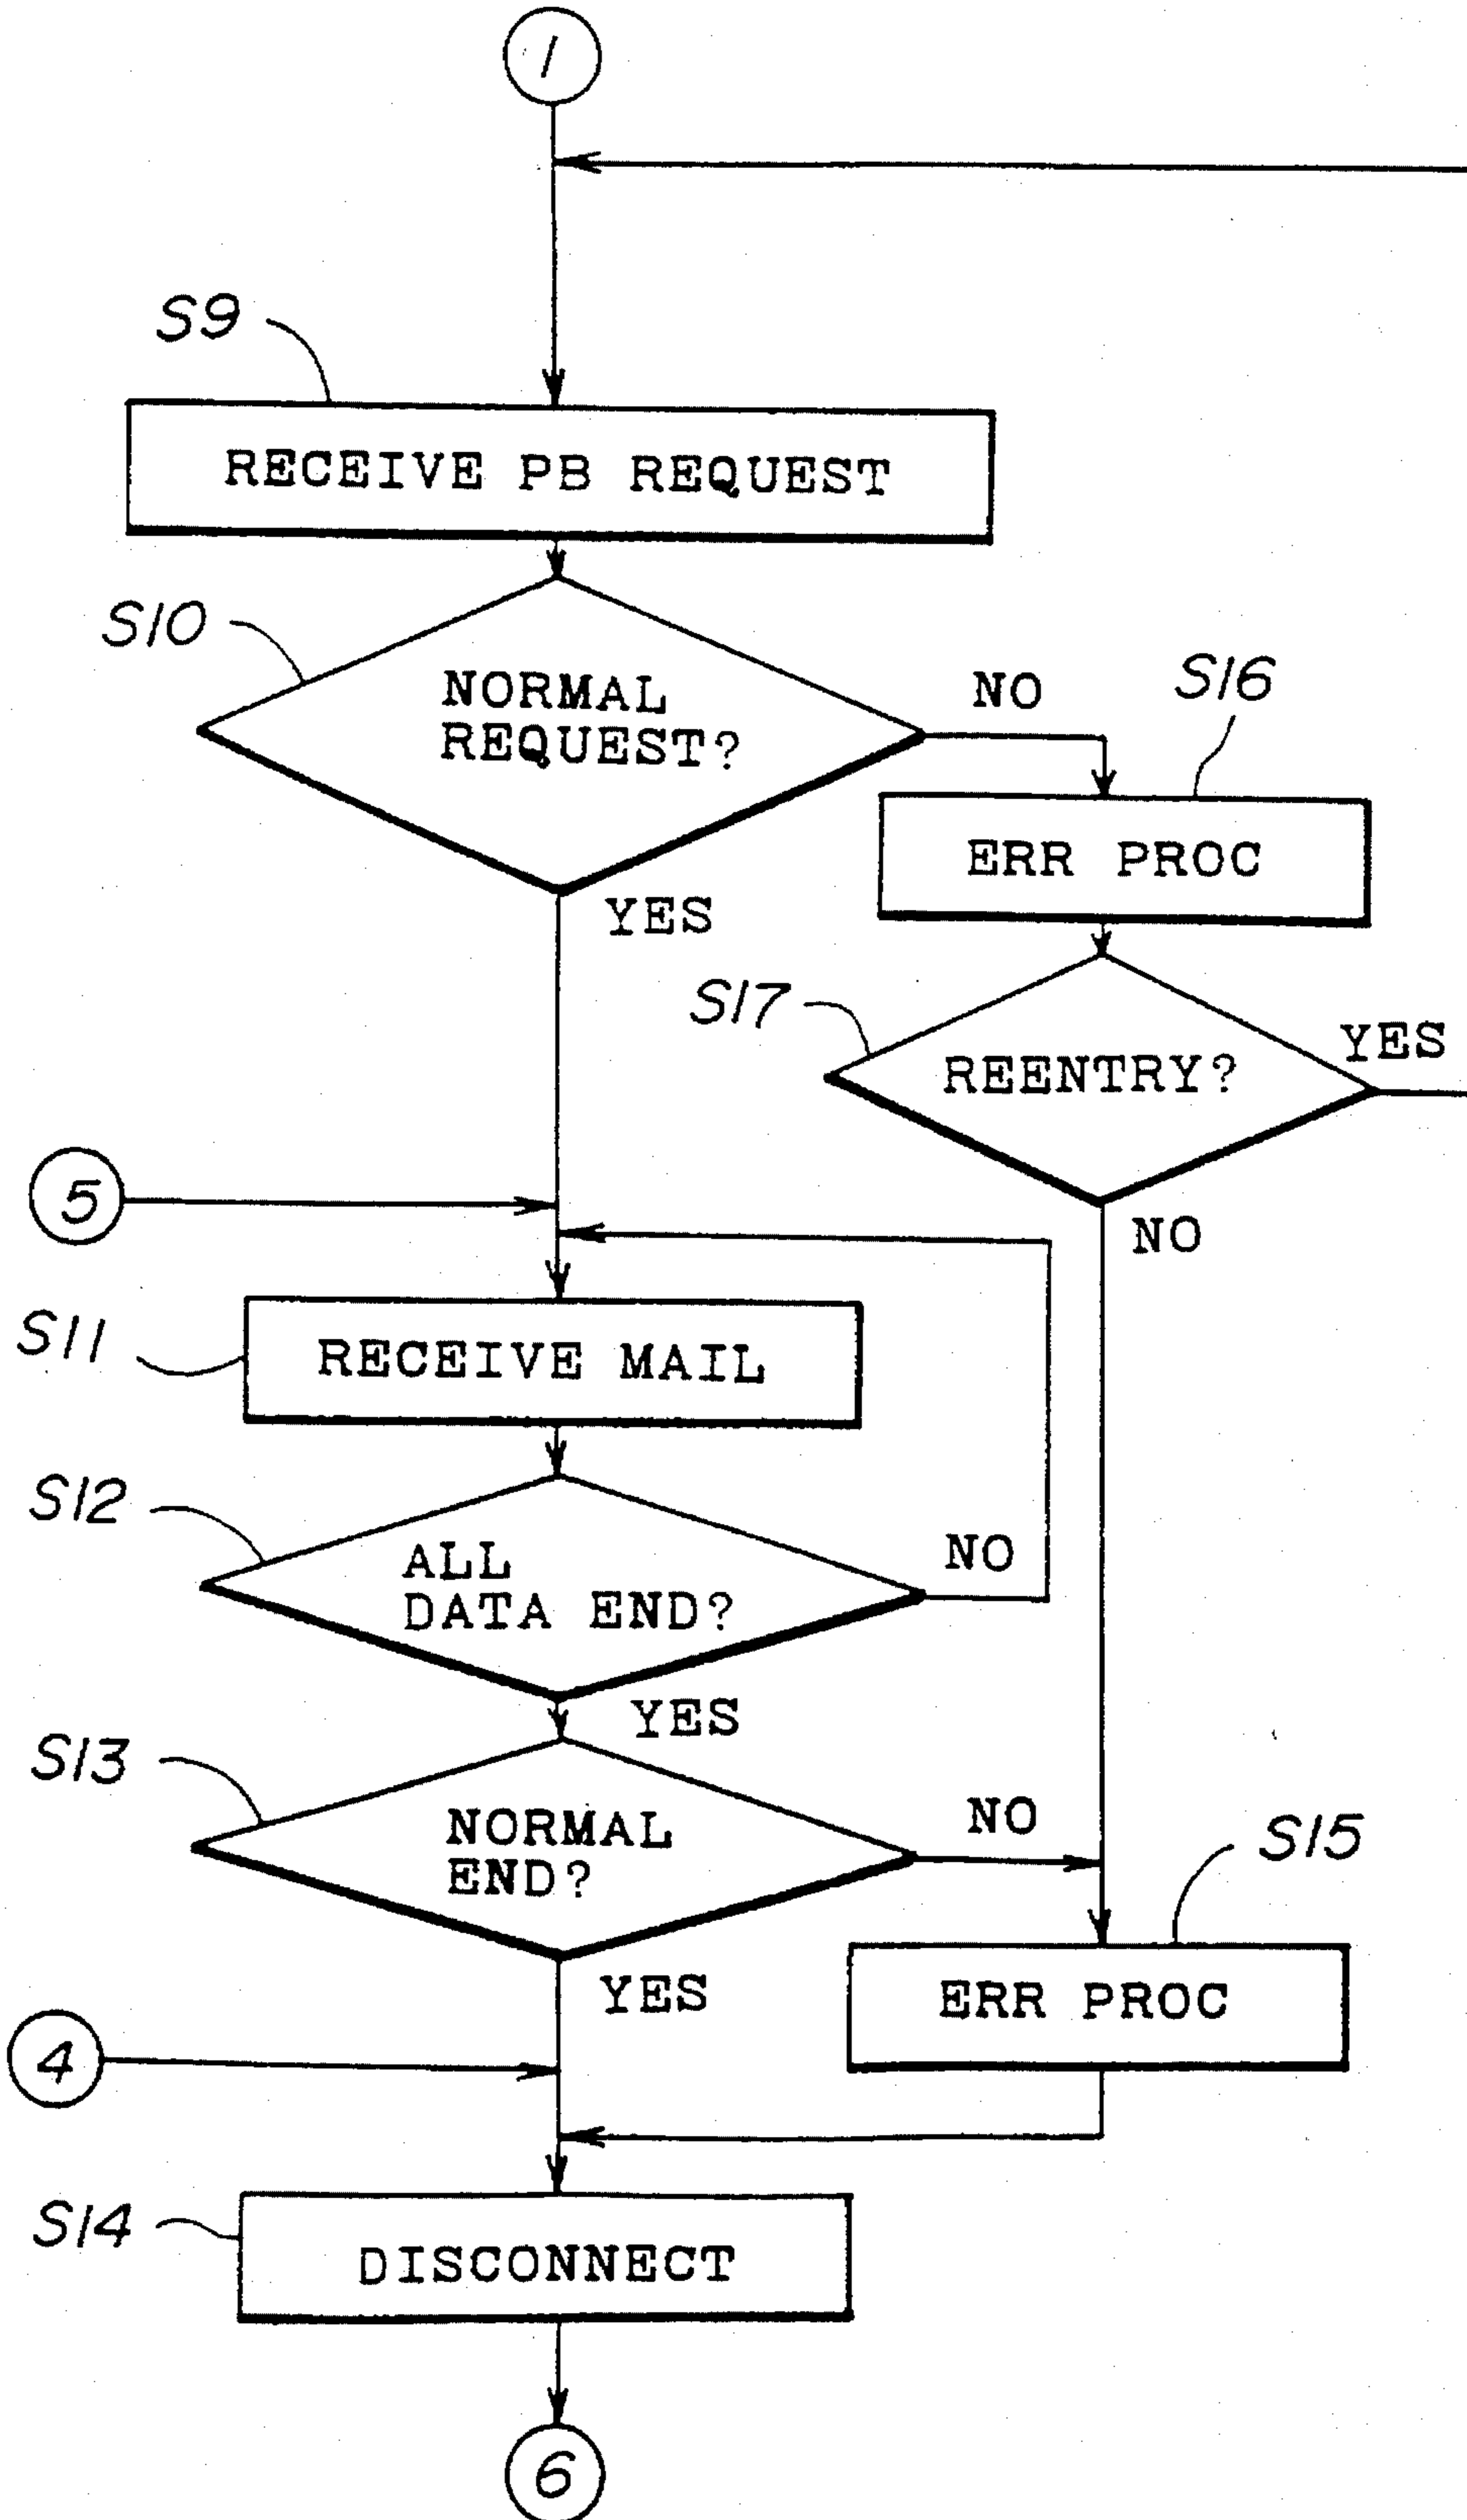 1
S9
RECEIVE PB REQUEST
S10
NORMAL
REQUEST?
NO
S16
ERR PROC
YES
S17
REENTRY?
YES
5
NO
S11
RECEIVE MAIL
S12
ALL
DATA END?
NO
YES
S13
NORMAL
END?
NO
S15
YES
ERR PROC
4
S14
DISCONNECT
6